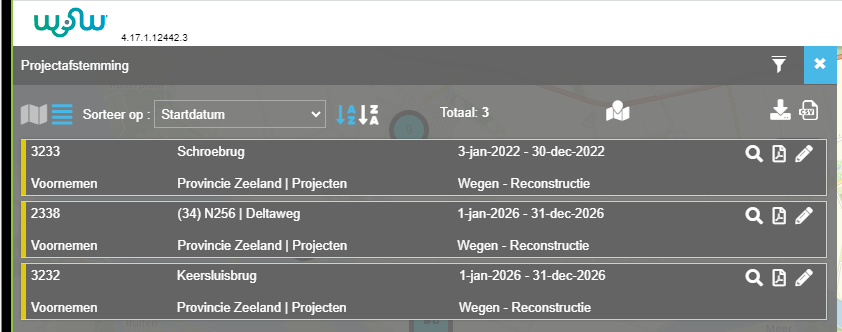 wow
4.17.1.12442.3
Projectafstemming
Sorteer op : Startdatum A Z Z A Totaal: 3 CSV
3233 Schroebrug 3-jan-2022 - 30-dec-2022
Voornemen Provincie Zeeland | Projecten Wegen - Reconstructie
2338 (34) N256 | Deltaweg 1-jan-2026 - 31-dec-2026
Voornemen Provincie Zeeland | Projecten Wegen - Reconstructie
3232 Keersluisbrug 1-jan-2026 - 31-dec-2026
Voornemen Provincie Zeeland | Projecten Wegen - Reconstructie